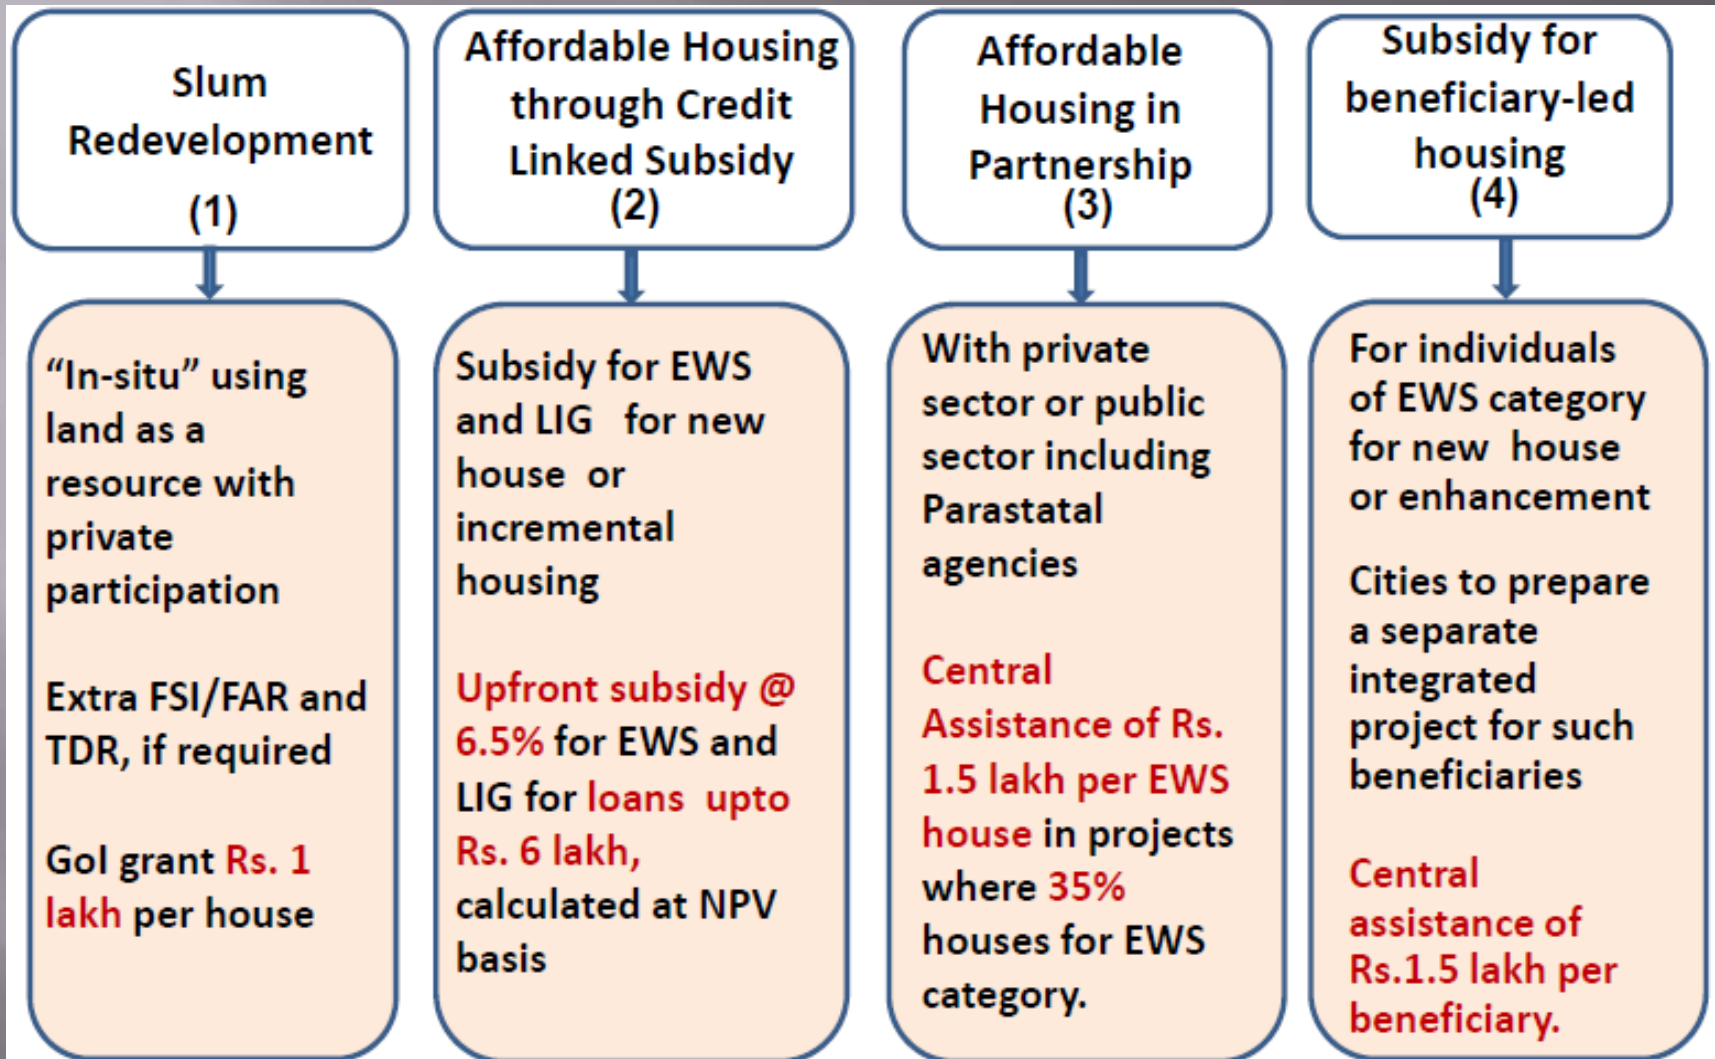 Slum
Redevelopment
(1)
Affordable Housing
through Credit
Linked Subsidy
(2)
Affordable
Housing in
Partnership
(3)
Subsidy for
beneficiary-led
housing
(4)
“In-situ” using
land as a
resource with
private
participation
Extra FSI/FAR and
TDR, if required
GoI grant Rs. 1
lakh per house
Subsidy for EWS
and LIG for new
house or
incremental
housing
Upfront subsidy @
6.5% for EWS and
LIG for loans upto
Rs. 6 lakh,
calculated at NPV
basis
With private
sector or public
sector including
Parastatal
agencies
Central
Assistance of Rs.
1.5 lakh per EWS
house in projects
where 35%
houses for EWS
category.
For individuals
of EWS category
for new house
or enhancement
Cities to prepare
a separate
integrated
project for such
beneficiaries
Central
assistance of
Rs.1.5 lakh per
beneficiary.